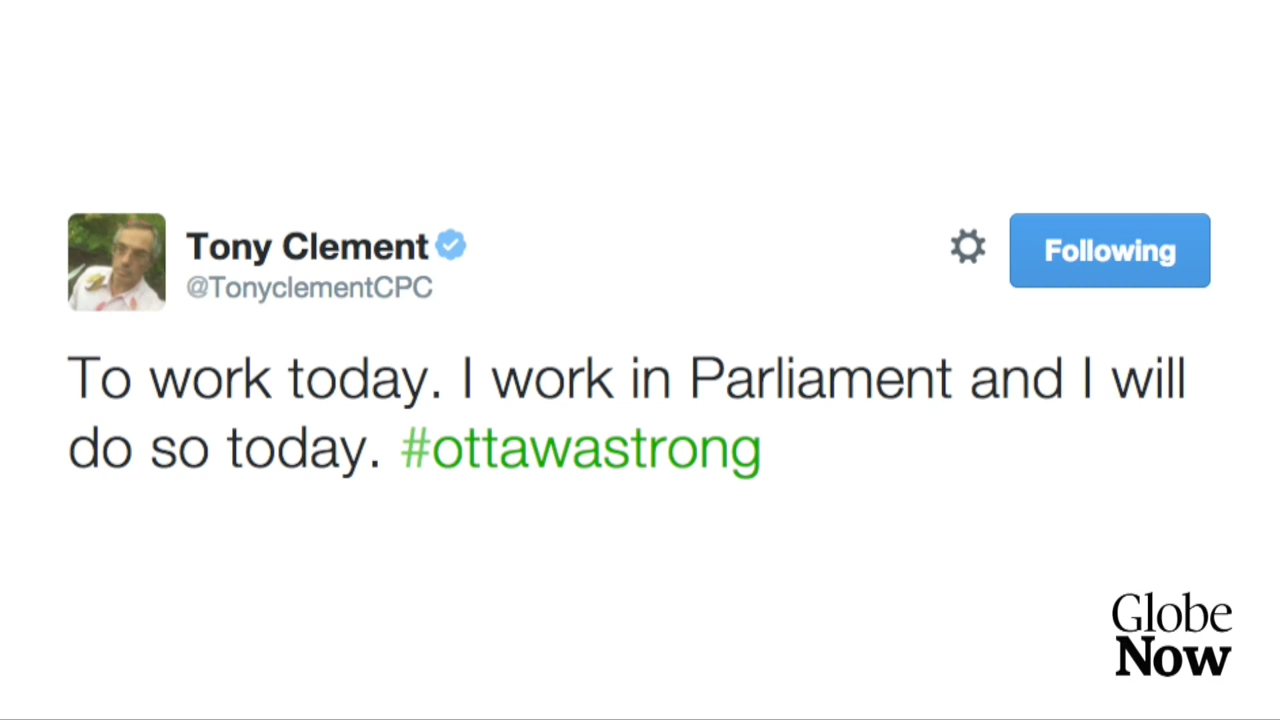 Tony Clement
@TonyclementCPC
Following
To work today. I work in Parliament and I will
do so today. #ottawastrong
Globe
Now